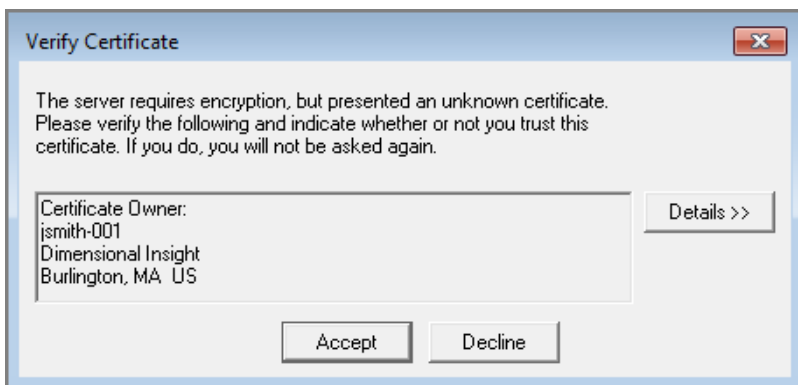 Verify Certificate
The server requires encryption, but presented an unknown certificate.
Please verify the following and indicate whether or not you trust this
certificate. If you do, you will not be asked again.
Certificate Owner:
jsmith-001
Dimensional Insight
Burlington, MA  US
Details >>
Accept
Decline